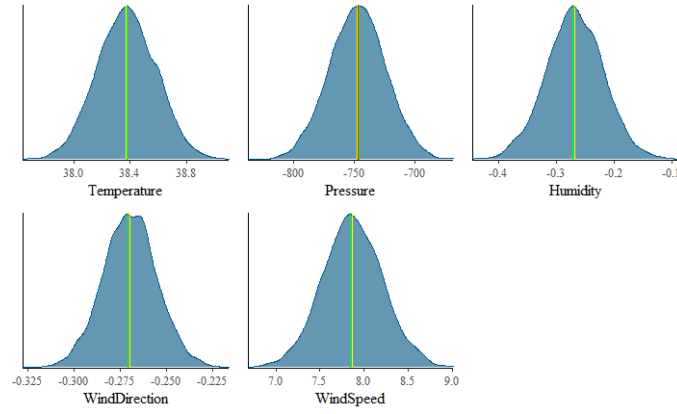 38.0 38.4 38.8
Temperature
-800 -750 -700
Pressure
-0.4 -0.3 -0.2 -0.1
Humidity
-0.325 -0.300 -0.275 -0.250 -0.225
WindDirection
7.0 7.5 8.0 8.5 9.0
WindSpeed